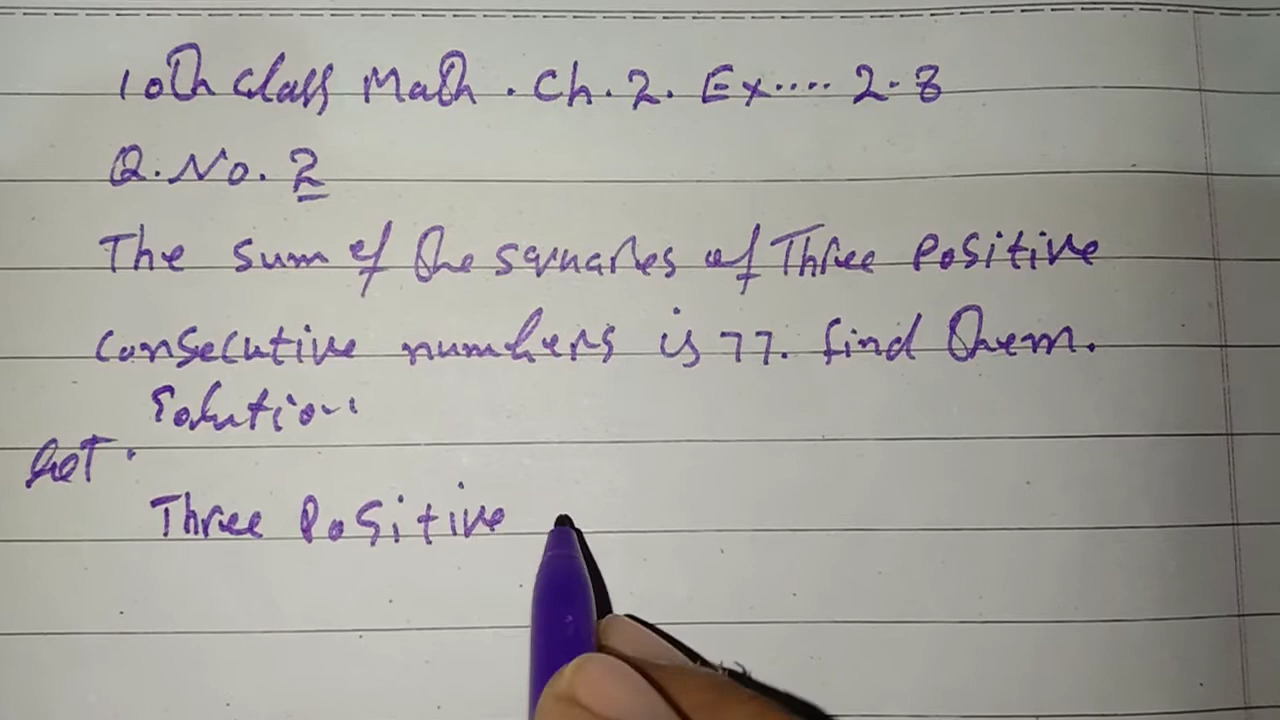 10th class Math. Ch. 2. Ex.... 2.8
Q. No. 2
The sum of the squares of Three Positive
consecutive numbers is 77. find them.
Solution:
Let.
Three Positive